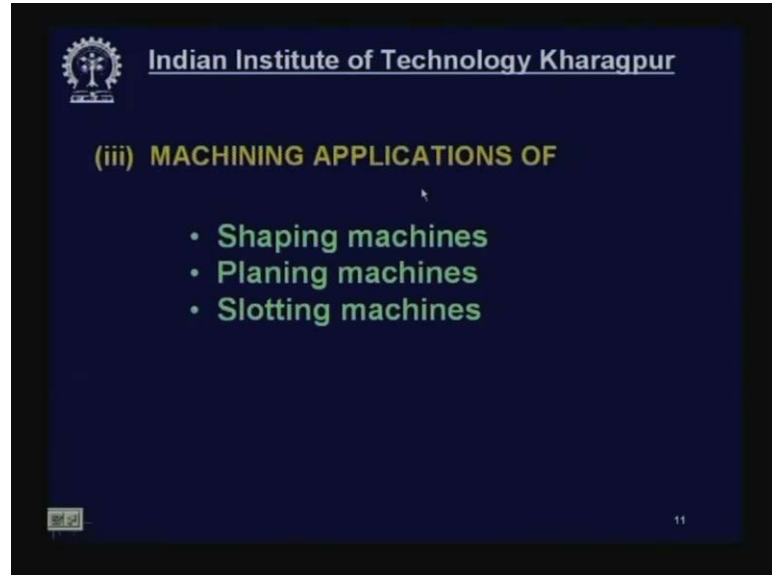 Indian Institute of Technology Kharagpur
(iii) MACHINING APPLICATIONS OF
• Shaping machines
• Planing machines
• Slotting machines
11